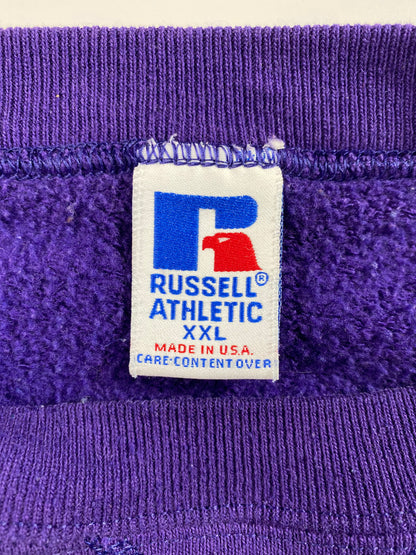 R
RUSSELL®
ATHLETIC
XXL
MADE IN U.S.A.
CARE-CONTENT OVER